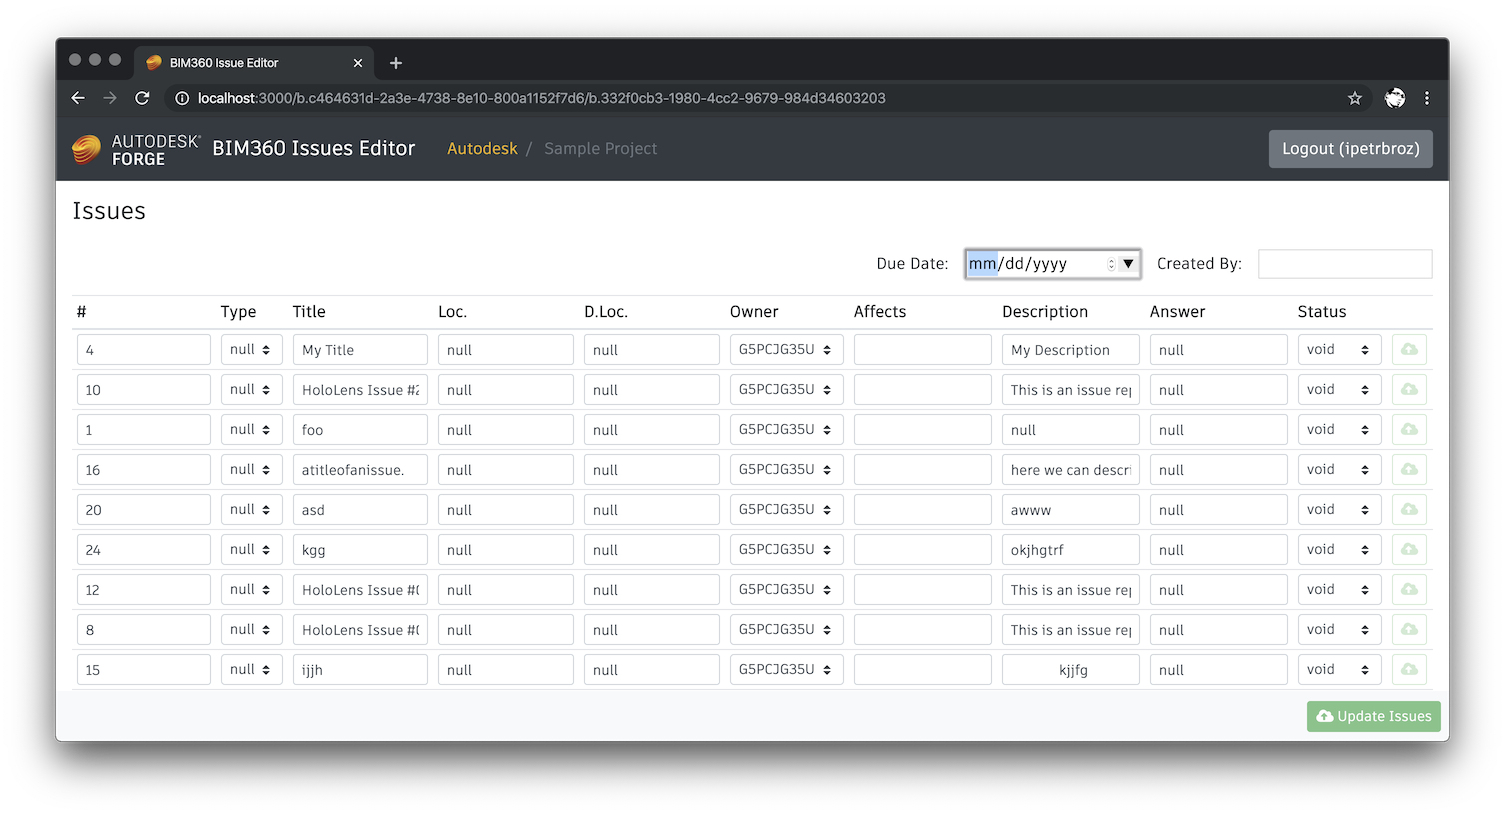 BIM360 Issue Editor
localhost:3000/b.c464631d-2a3e-4738-8e10-800a1152f7d6/b.332f0cb3-1980-4cc2-9679-984d34603203
AUTODESK® FORGE BIM360 Issues Editor Autodesk / Sample Project Logout (ipetrbroz)
Issues
Due Date: mm/dd/yyyy Created By:
# Type Title Loc. D.Loc. Owner Affects Description Answer Status
4 null My Title null null G5PCJG35U My Description null void
10 null HoloLens Issue #2 null null G5PCJG35U This is an issue rep null void
1 null foo null null G5PCJG35U null null void
16 null atitleofanissue. null null G5PCJG35U here we can descri null void
20 null asd null null G5PCJG35U awww null void
24 null kgg null null G5PCJG35U okjhgtrf null void
12 null HoloLens Issue #0 null null G5PCJG35U This is an issue rep null void
8 null HoloLens Issue #0 null null G5PCJG35U This is an issue rep null void
15 null ijjh null null G5PCJG35U kjjfg null void
Update Issues